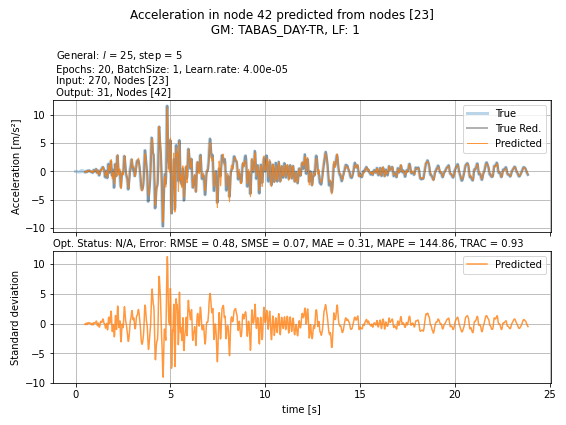 Acceleration in node 42 predicted from nodes [23]
GM: TABAS_DAY-TR, LF: 1
General: l = 25, step = 5
Epochs: 20, BatchSize: 1, Learn.rate: 4.00e-05
Input: 270, Nodes [23]
Output: 31, Nodes [42]
Acceleration [m/s²]
10
5
0
−5
−10
True
True Red.
Predicted
Opt. Status: N/A, Error: RMSE = 0.48, SMSE = 0.07, MAE = 0.31, MAPE = 144.86, TRAC = 0.93
Standard deviation
10
5
0
−5
−10
Predicted
0 5 10 15 20 25
time [s]